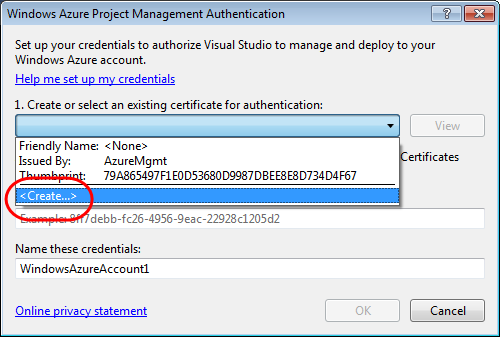 Windows Azure Project Management Authentication
Set up your credentials to authorize Visual Studio to manage and deploy to your
Windows Azure account.
Help me set up my credentials
1. Create or select an existing certificate for authentication:
View
Friendly Name: <None>
Issued By: AzureMgmt
Thumbprint: 79A865497F1E0D53680D9987DBEE8E8D734D4F67
Certificates
<Create...>
Example: 8ff7debb-fc26-4956-9eac-22928c1205d2
Name these credentials:
WindowsAzureAccount1
Online privacy statement
OK
Cancel